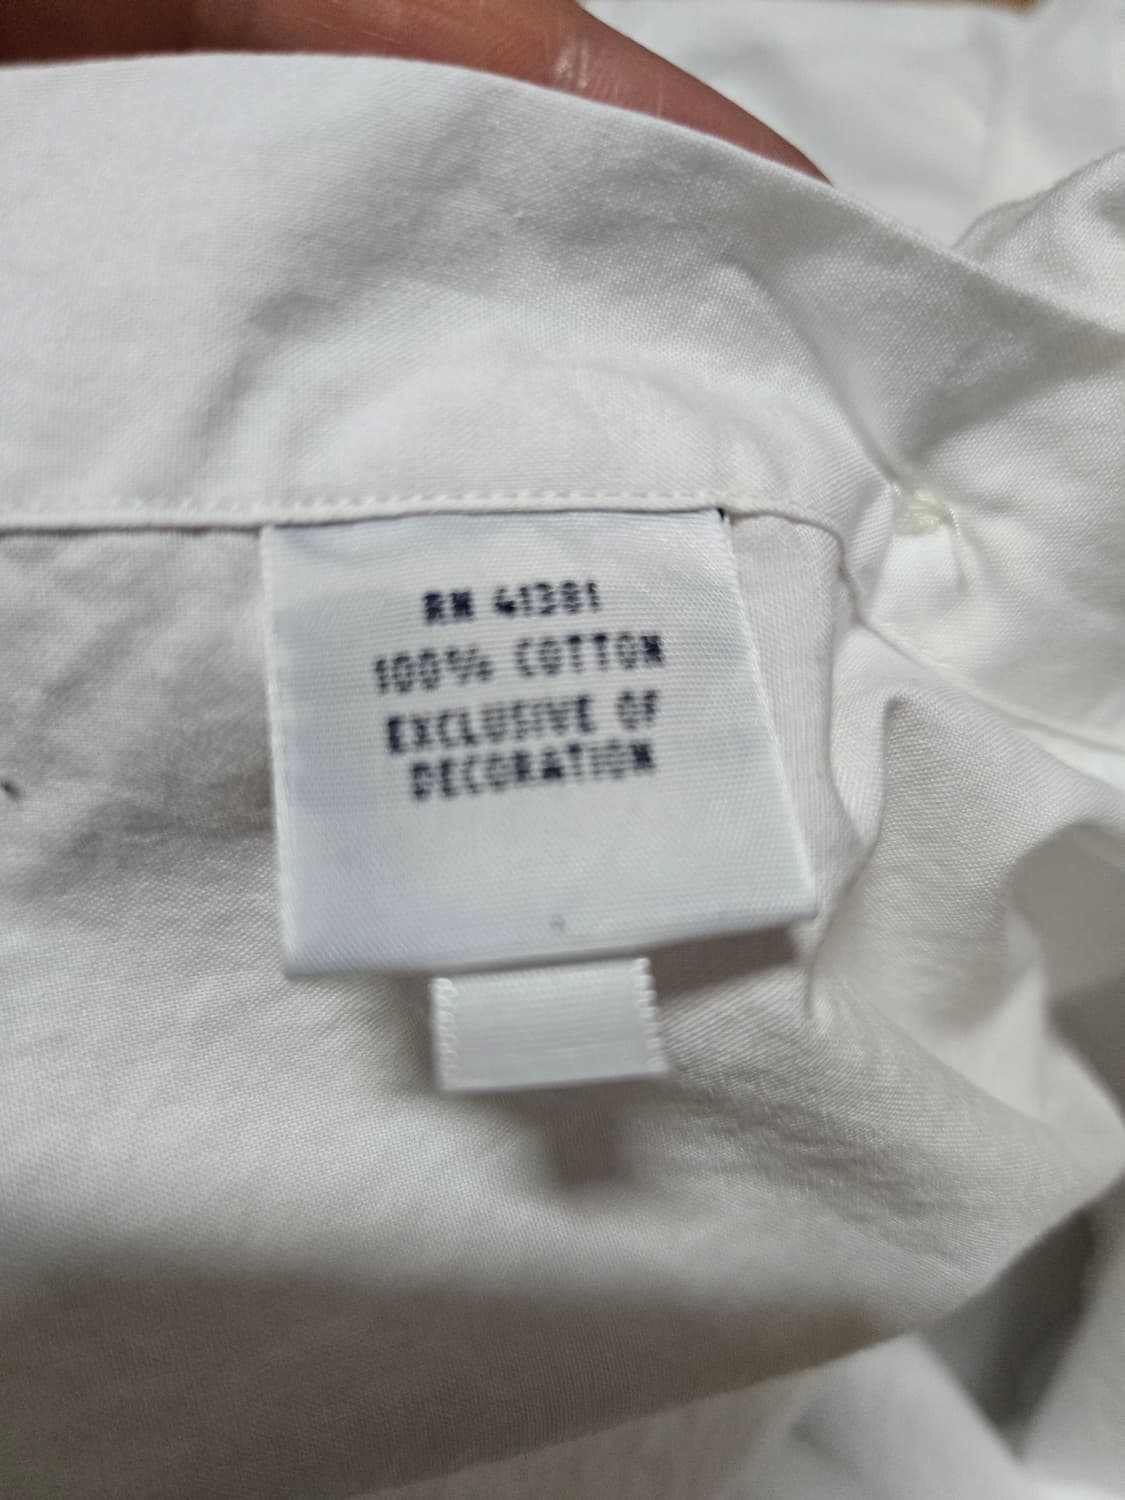 RN 41381
100% COTTON
EXCLUSIVE OF
DECORATION